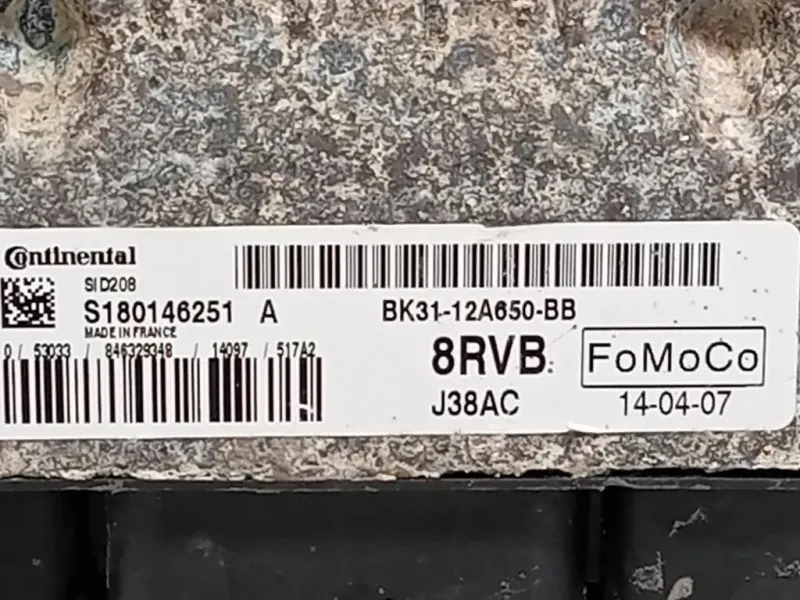 Continental
SID208
S180146251 A
BK31-12A650-BB
MADE IN FRANCE
0 / 53033 / 846329348 / 14097 / 517A2
8RVB
FoMoCo
J38AC
14-04-07